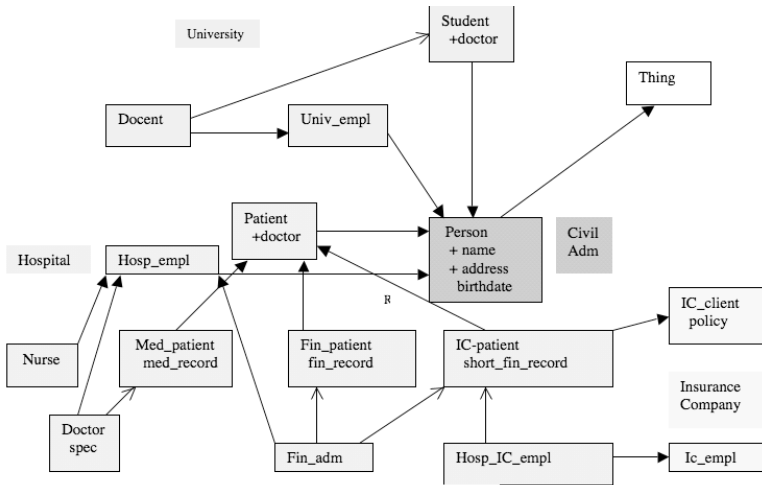 Student
+doctor
University
Thing
Docent
Univ_empl
Patient
+doctor
Person
+ name
+ address
birthdate
Civil
Adm
Hospital
Hosp_empl
R
IC_client
policy
Nurse
Med_patient
med_record
Fin_patient
fin_record
IC-patient
short_fin_record
Insurance
Company
Doctor
spec
Fin_adm
Hosp_IC_empl
Ic_empl